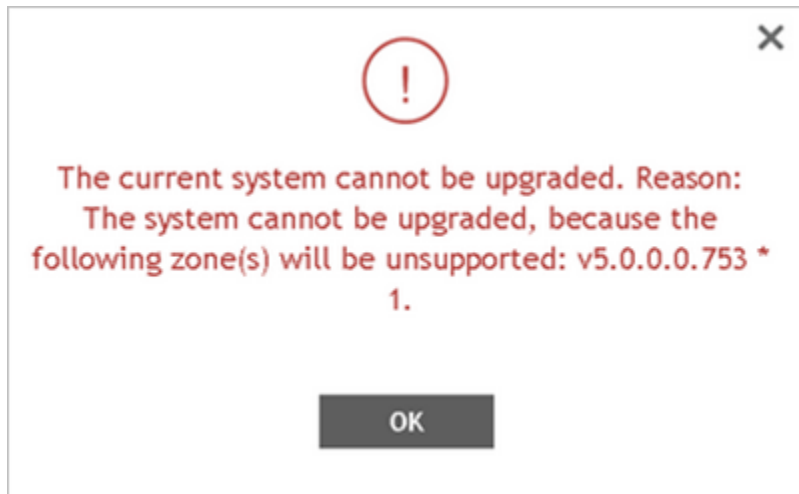 !
The current system cannot be upgraded. Reason:
The system cannot be upgraded, because the
following zone(s) will be unsupported: v5.0.0.0.753 *
1.
OK